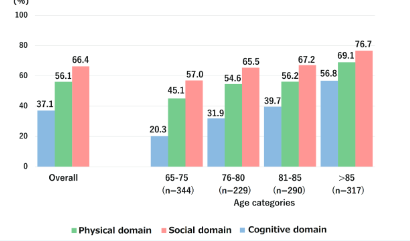 (%)
100
80
60
40
20
0
37.1 56.1 66.4
20.3 45.1 57.0
31.9 54.6 65.5
39.7 56.2 67.2
56.8 69.1 76.7
Overall 65-75 76-80 81-85 >85
(n=344) (n=229) (n=290) (n=317)
Age categories
Physical domain Social domain Cognitive domain